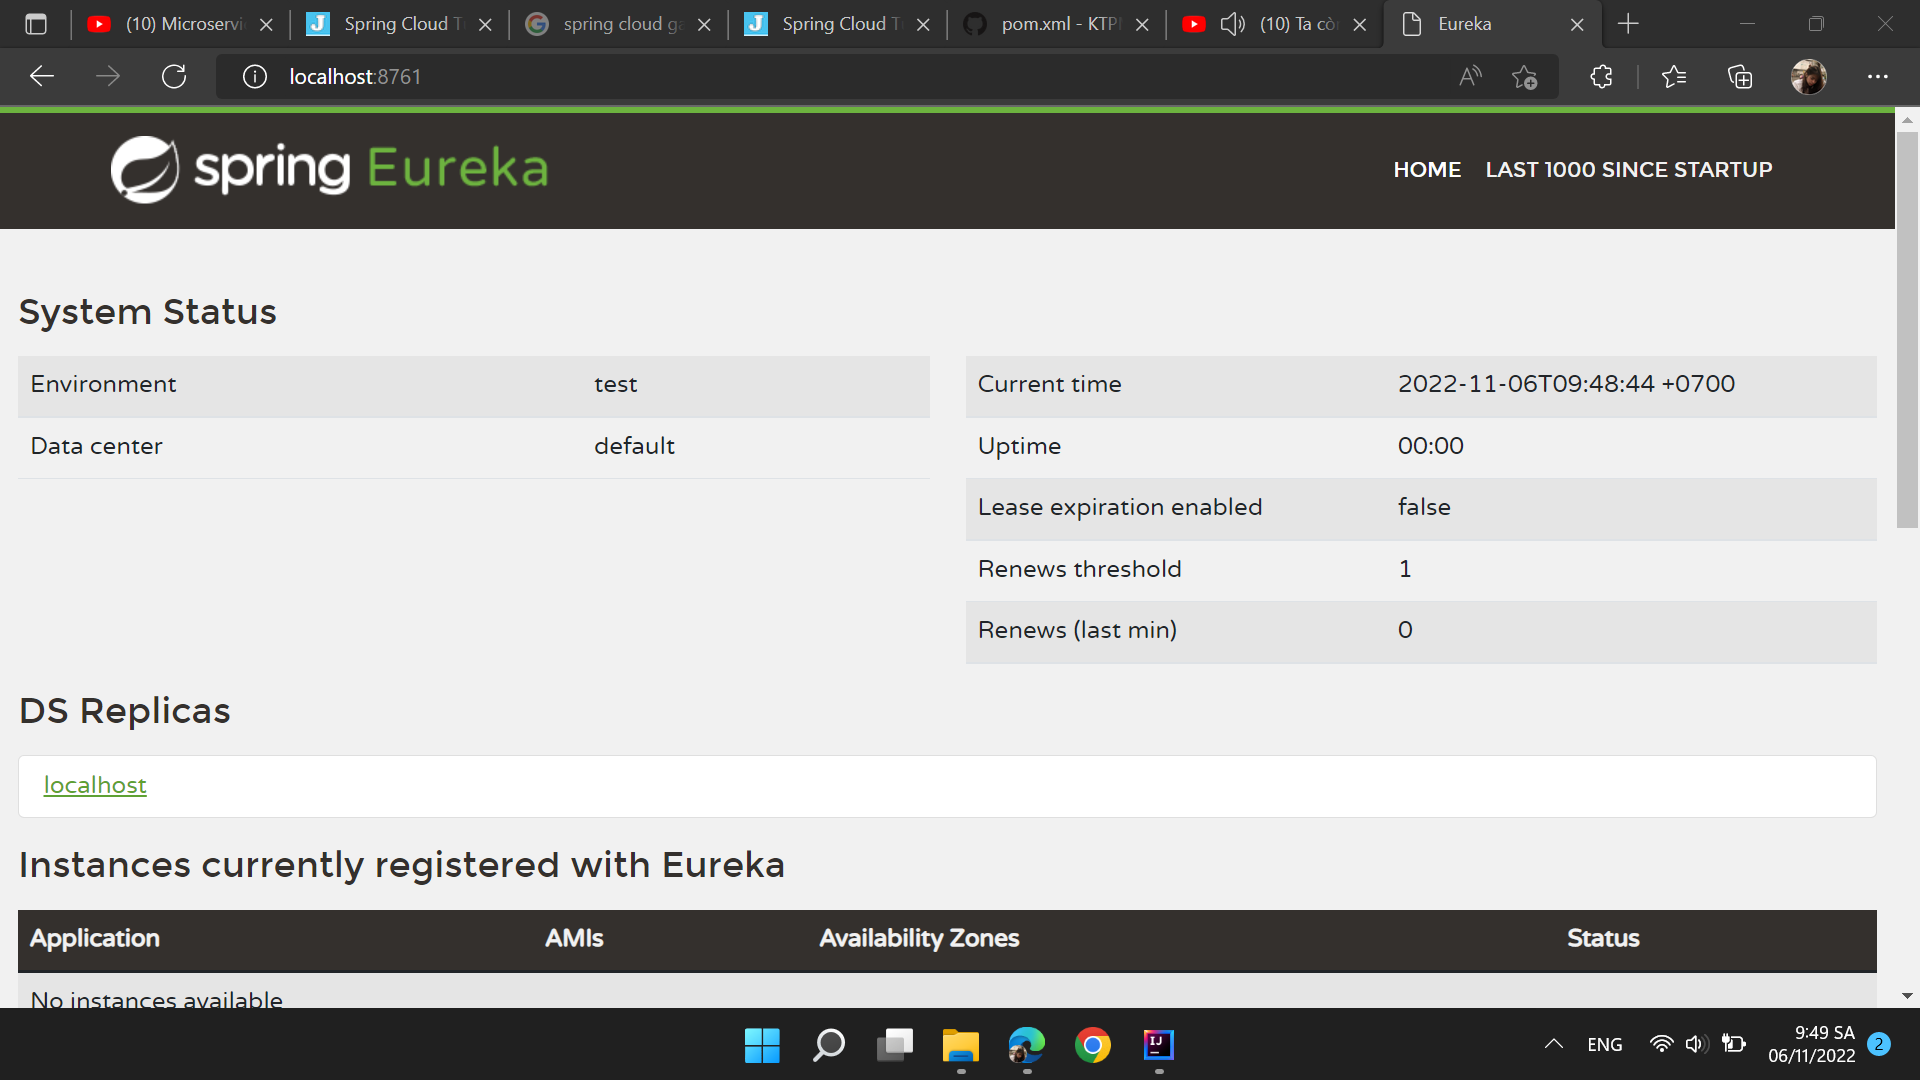 (10) Microservi
Spring Cloud T
spring cloud ga
Spring Cloud T
pom.xml - KTP
(10) Ta cò
Eureka
localhost:8761
spring Eureka
HOME
LAST 1000 SINCE STARTUP
System Status
Environment test
Data center default
Current time 2022-11-06T09:48:44 +0700
Uptime 00:00
Lease expiration enabled false
Renews threshold 1
Renews (last min) 0
DS Replicas
localhost
Instances currently registered with Eureka
Application AMIs Availability Zones Status
No instances available
ENG
9:49 SA
06/11/2022
2